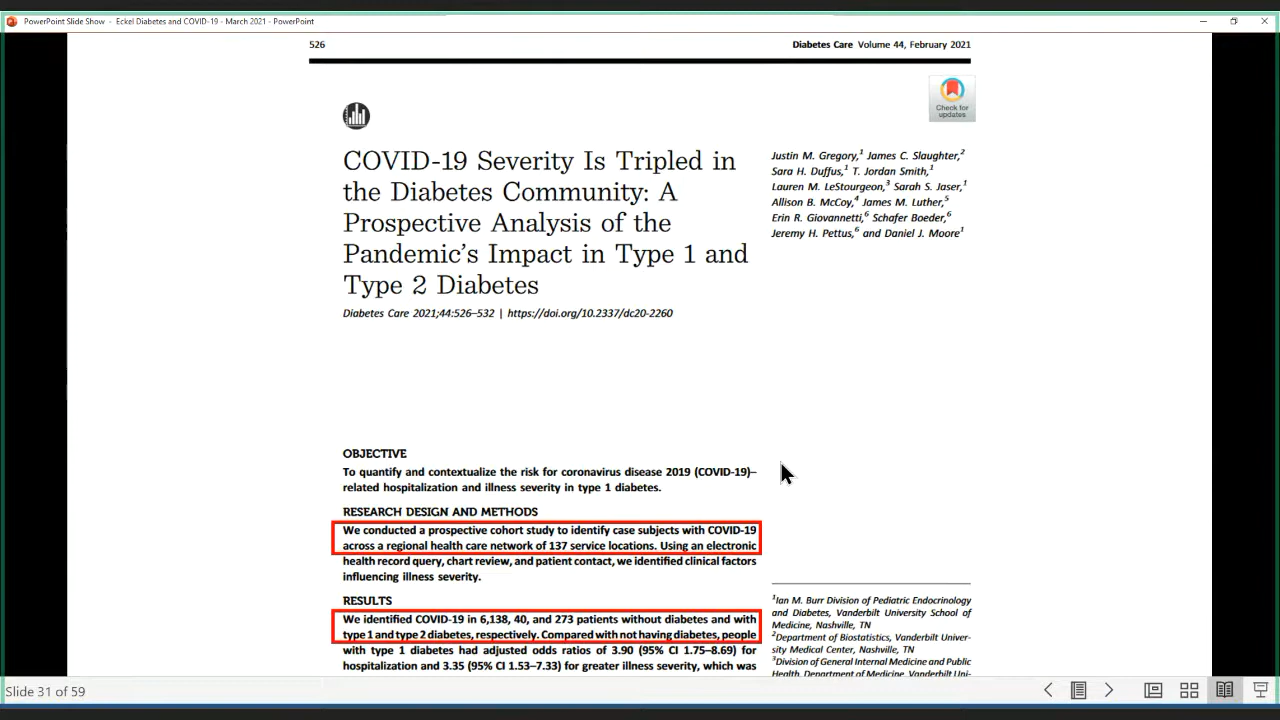 PowerPoint Slide Show - Eckel Diabetes and COVID-19 - March 2021 - PowerPoint
526
Diabetes Care Volume 44, February 2021
Check for
updates
COVID-19 Severity Is Tripled in
the Diabetes Community: A
Prospective Analysis of the
Pandemic's Impact in Type 1 and
Type 2 Diabetes
Diabetes Care 2021;44:526–532 | https://doi.org/10.2337/dc20-2260
Justin M. Gregory,1 James C. Slaughter,2
Sara H. Duffus,1 T. Jordan Smith,1
Lauren M. LeStourgeon,3 Sarah S. Jaser,1
Allison B. McCoy,4 James M. Luther,5
Erin R. Giovannetti,6 Schafer Boeder,6
Jeremy H. Pettus,6 and Daniel J. Moore1
OBJECTIVE
To quantify and contextualize the risk for coronavirus disease 2019 (COVID-19)–
related hospitalization and illness severity in type 1 diabetes.
RESEARCH DESIGN AND METHODS
We conducted a prospective cohort study to identify case subjects with COVID-19
across a regional health care network of 137 service locations. Using an electronic
health record query, chart review, and patient contact, we identified clinical factors
influencing illness severity.
RESULTS
We identified COVID-19 in 6,138, 40, and 273 patients without diabetes and with
type 1 and type 2 diabetes, respectively. Compared with not having diabetes, people
with type 1 diabetes had adjusted odds ratios of 3.90 (95% CI 1.75–8.69) for
hospitalization and 3.35 (95% CI 1.53–7.33) for greater illness severity, which was
1Ian M. Burr Division of Pediatric Endocrinology
and Diabetes, Vanderbilt University School of
Medicine, Nashville, TN
2Department of Biostatistics, Vanderbilt Univer-
sity Medical Center, Nashville, TN
3Division of General Internal Medicine and Public
Health, Department of Medicine, Vanderbilt Uni-
Slide 31 of 59